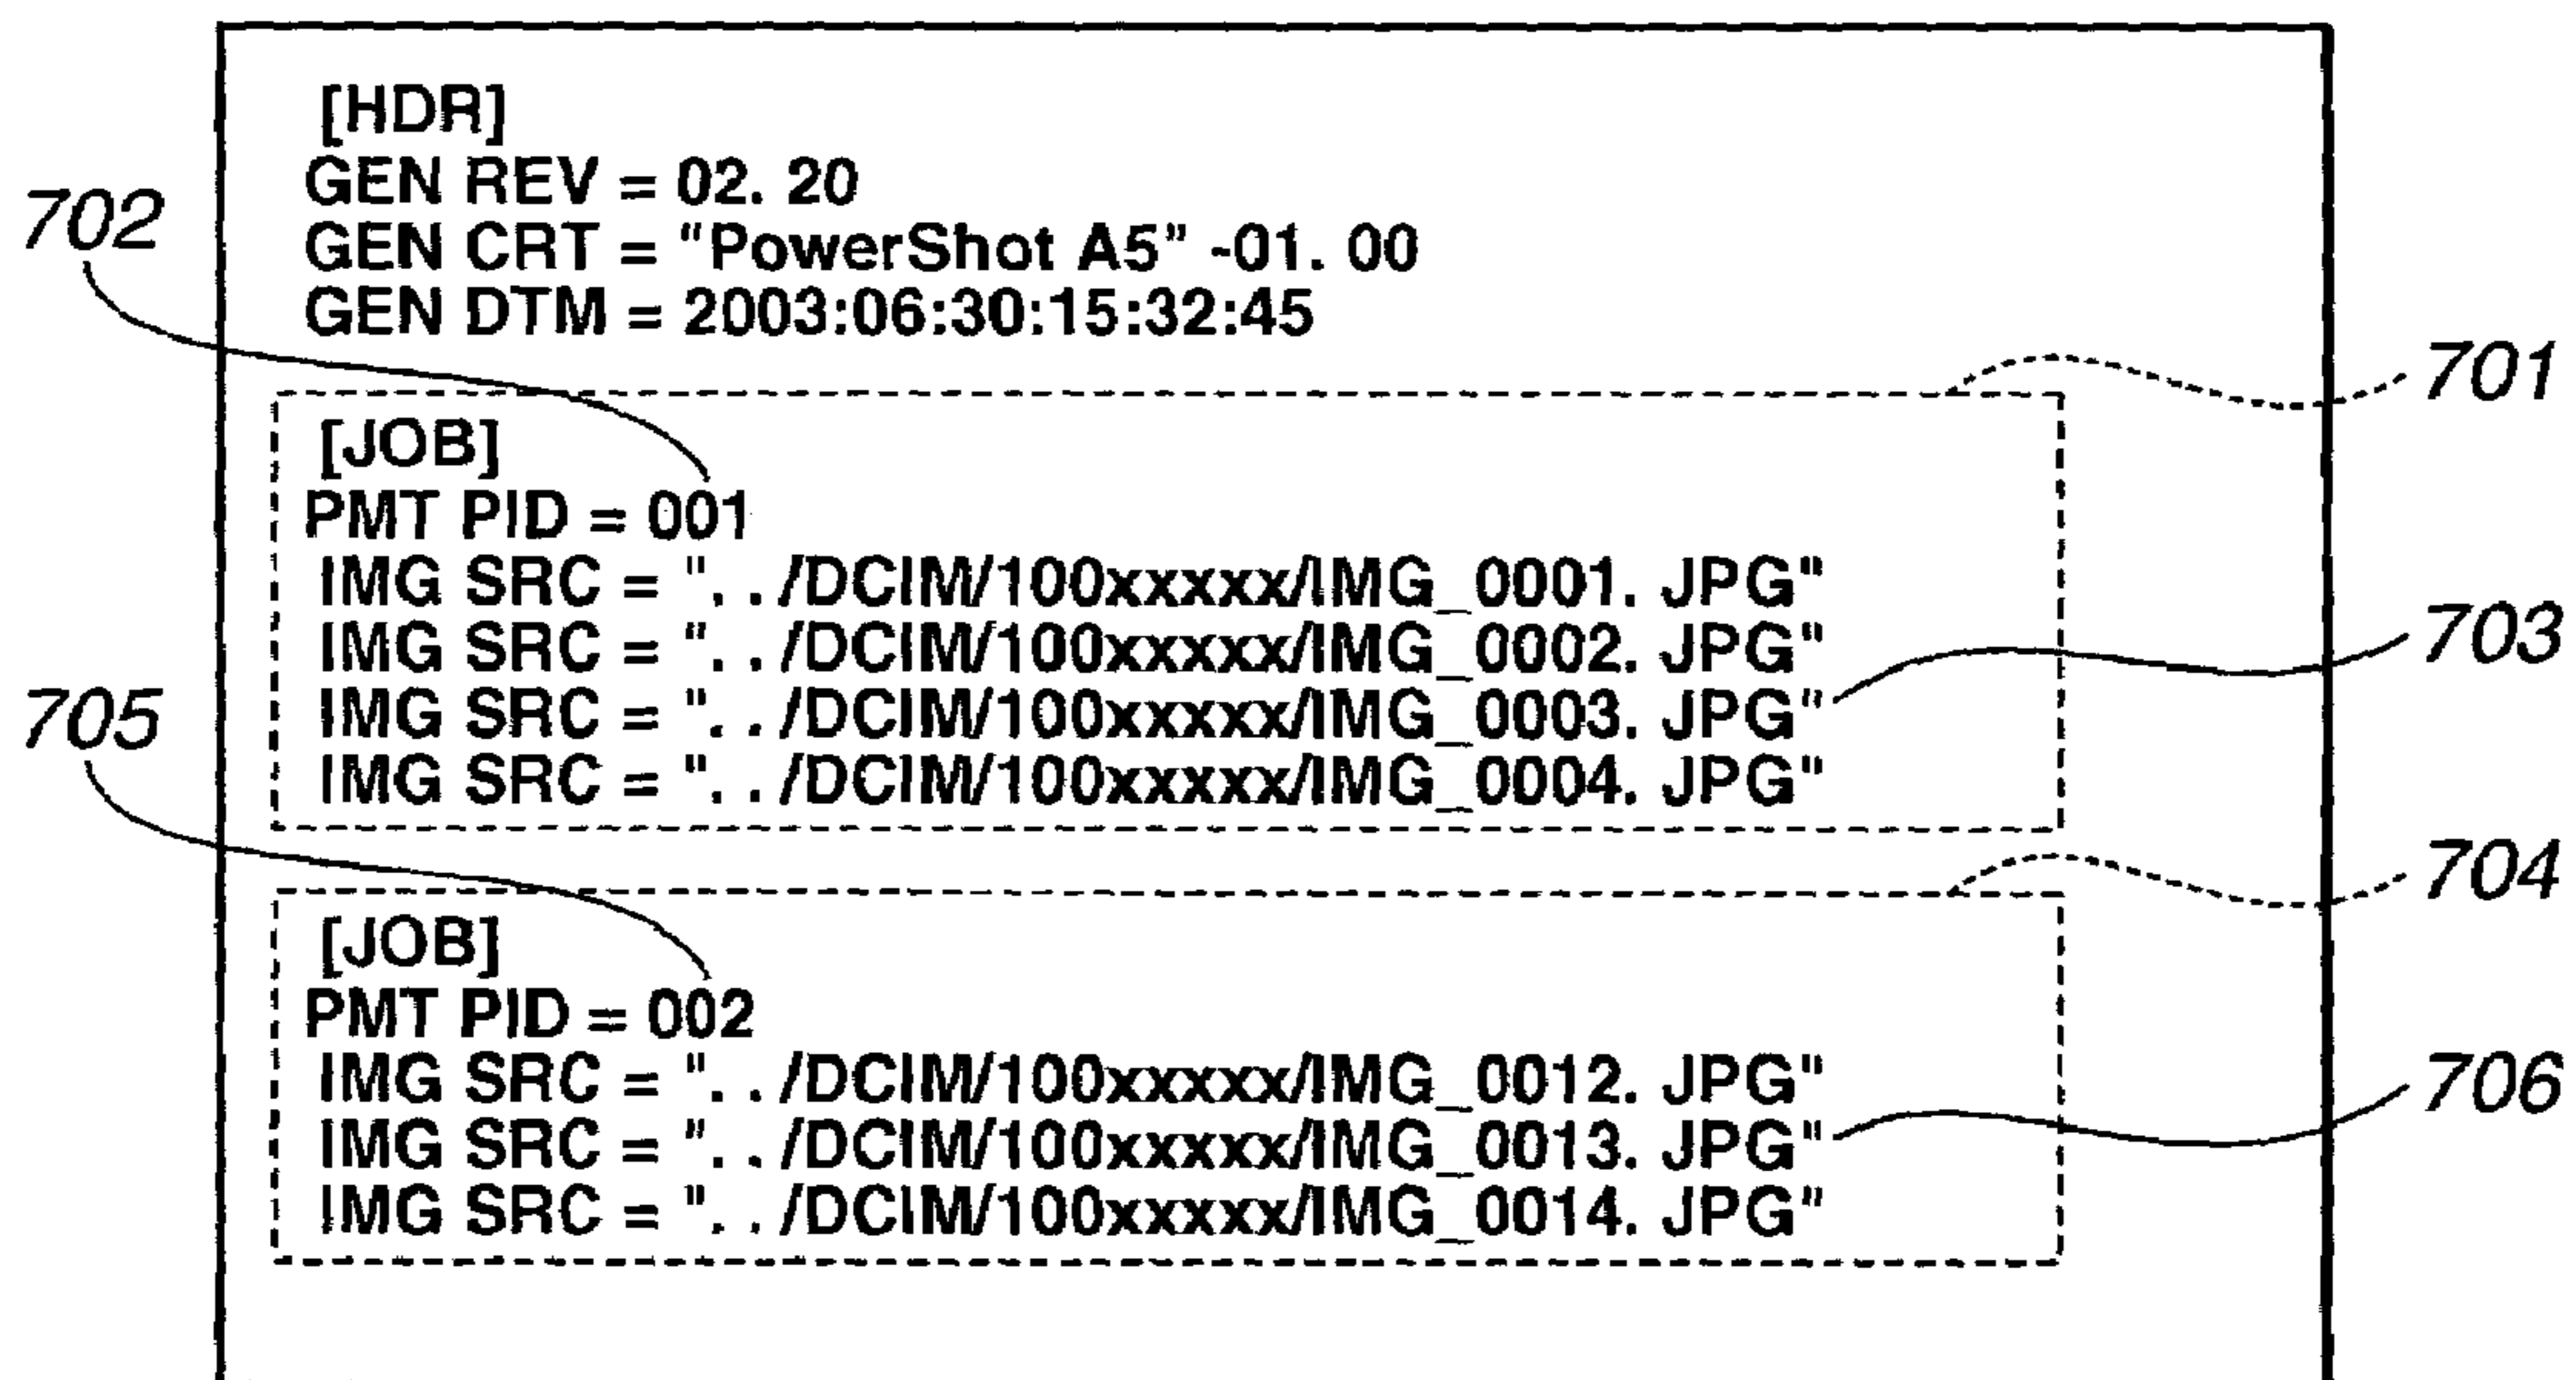 [HDR]
GEN REV = 02. 20
702
GEN CRT = "PowerShot A5" -01. 00
GEN DTM = 2003:06:30:15:32:45
701
[JOB]
PMT PID = 001
IMG SRC = ". . /DCIM/100xxxxx/IMG_0001. JPG"
IMG SRC = ". . /DCIM/100xxxxx/IMG_0002. JPG"
703
705
IMG SRC = ". . /DCIM/100xxxxx/IMG_0003. JPG"
IMG SRC = ". . /DCIM/100xxxxx/IMG_0004. JPG"
704
[JOB]
PMT PID = 002
IMG SRC = ". . /DCIM/100xxxxx/IMG_0012. JPG"
706
IMG SRC = ". . /DCIM/100xxxxx/IMG_0013. JPG"
IMG SRC = ". . /DCIM/100xxxxx/IMG_0014. JPG"